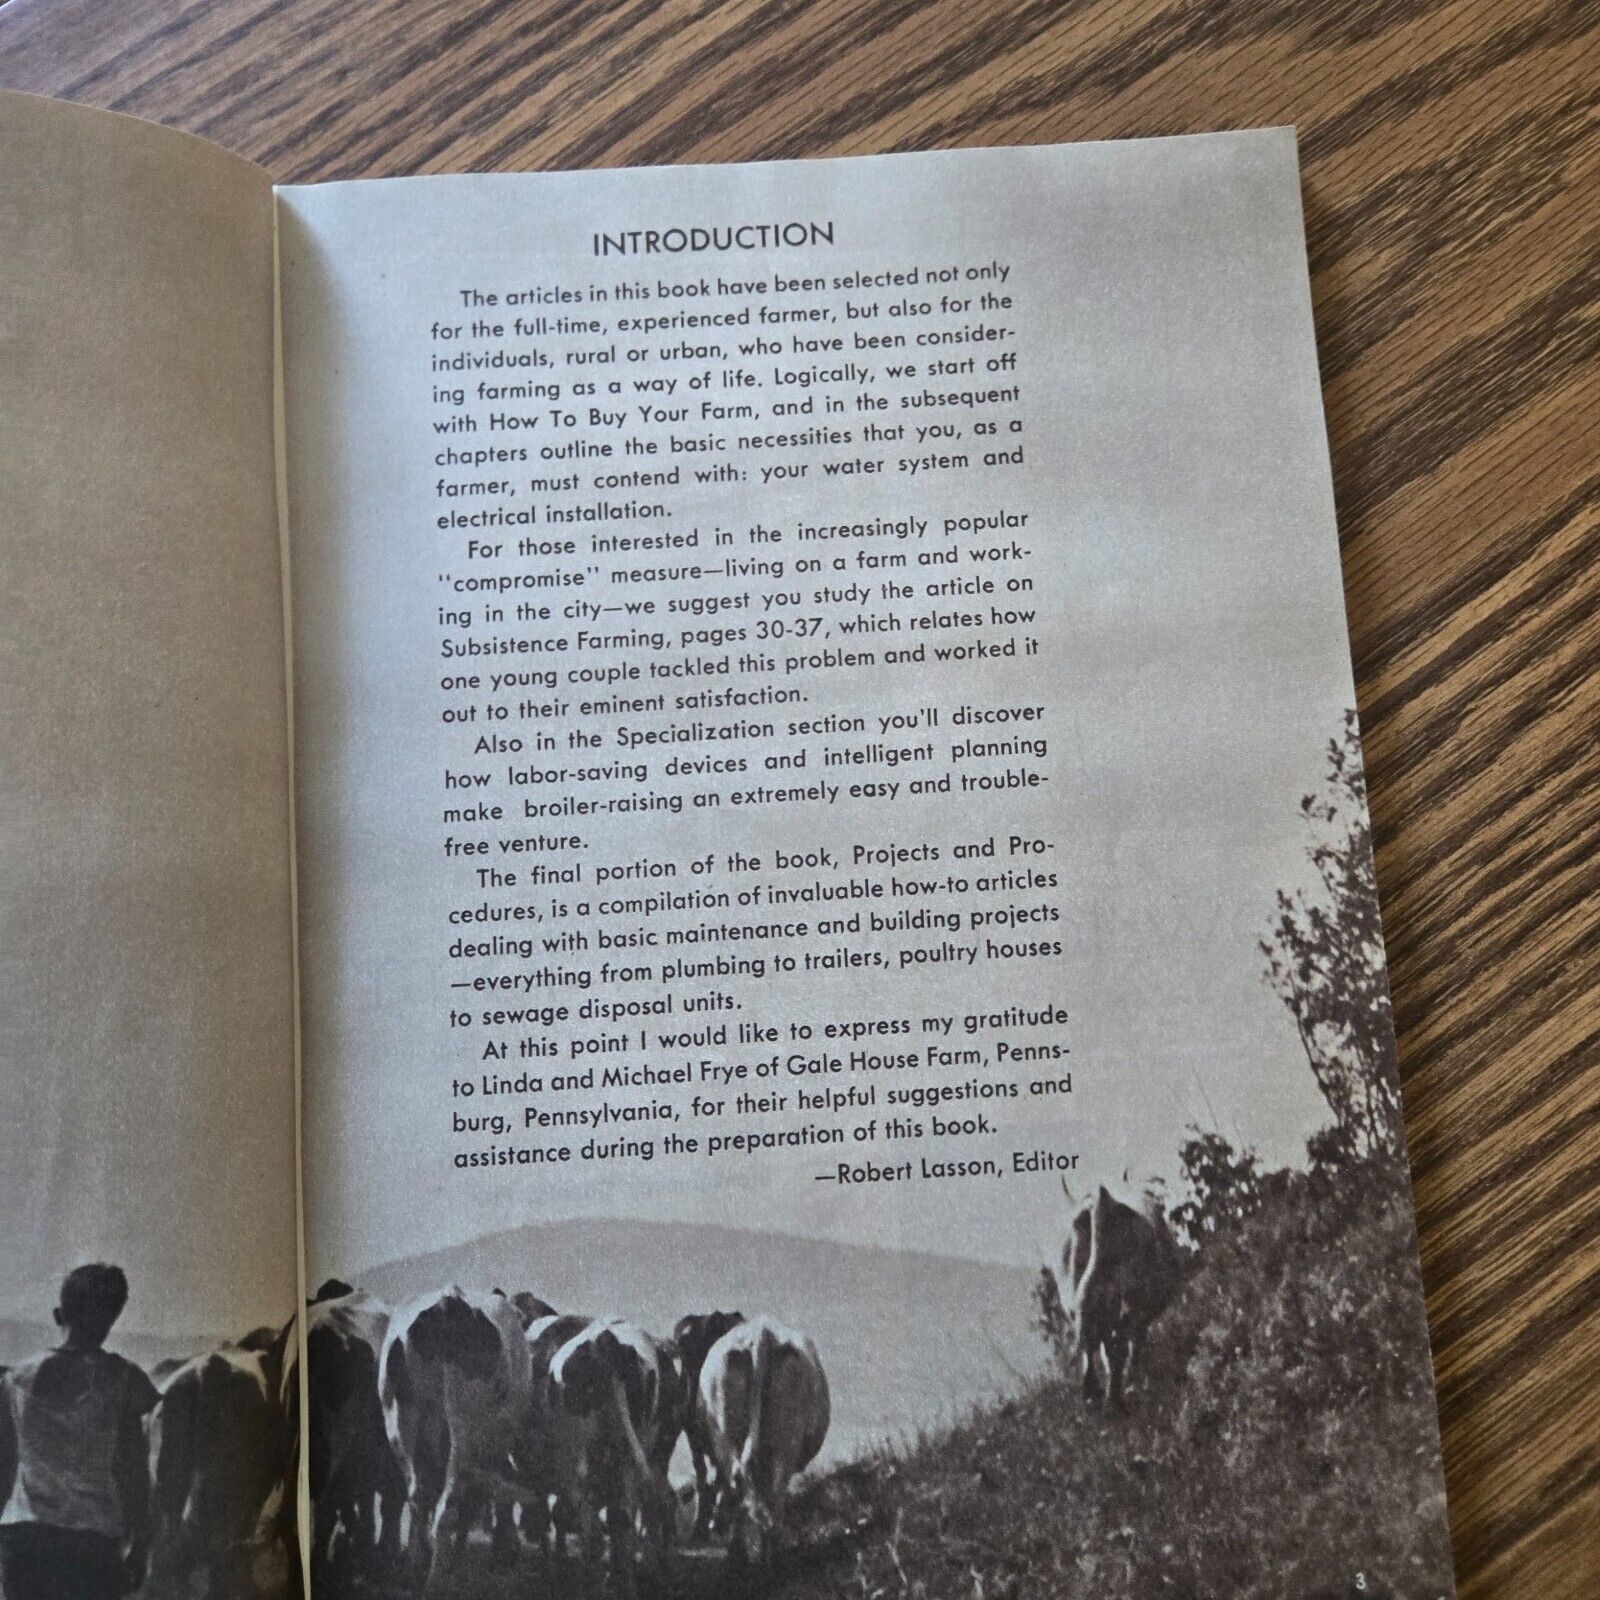 INTRODUCTION
The articles in this book have been selected not only
for the full-time, experienced farmer, but also for the
individuals, rural or urban, who have been consider-
ing farming as a way of life. Logically, we start off
with How To Buy Your Farm, and in the subsequent
chapters outline the basic necessities that you, as a
farmer, must contend with: your water system and
electrical installation.
For those interested in the increasingly popular
"compromise" measure—living on a farm and work-
ing in the city—we suggest you study the article on
Subsistence Farming, pages 30-37, which relates how
one young couple tackled this problem and worked it
out to their eminent satisfaction.
Also in the Specialization section you'll discover
how labor-saving devices and intelligent planning
make broiler-raising an extremely easy and trouble-
free venture.
The final portion of the book, Projects and Pro-
cedures, is a compilation of invaluable how-to articles
dealing with basic maintenance and building projects
—everything from plumbing to trailers, poultry houses
to sewage disposal units.
At this point I would like to express my gratitude
to Linda and Michael Frye of Gale House Farm, Penns-
burg, Pennsylvania, for their helpful suggestions and
assistance during the preparation of this book.
—Robert Lasson, Editor
3